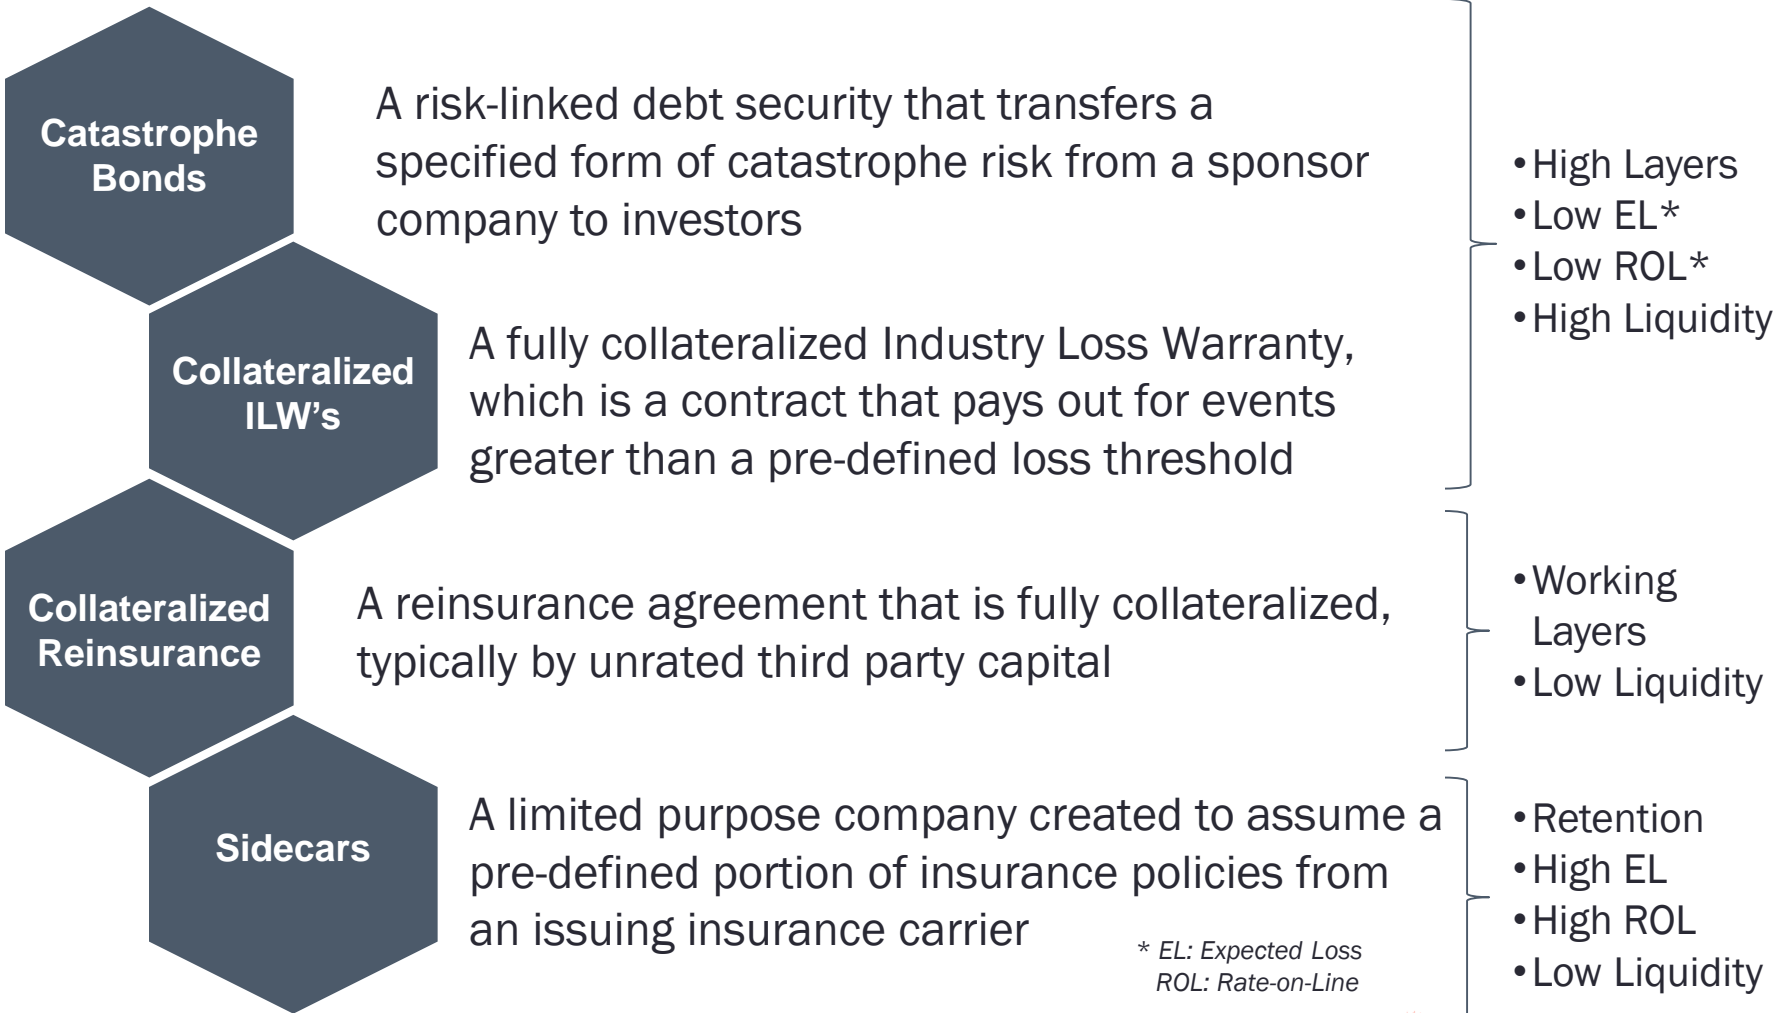 Catastrophe
Bonds
A risk-linked debt security that transfers a
specified form of catastrophe risk from a sponsor
company to investors
•High Layers
•Low EL*
•Low ROL*
•High Liquidity
Collateralized
ILW’s
A fully collateralized Industry Loss Warranty,
which is a contract that pays out for events
greater than a pre-defined loss threshold
Collateralized
Reinsurance
A reinsurance agreement that is fully collateralized,
typically by unrated third party capital
•Working
Layers
•Low Liquidity
Sidecars
A limited purpose company created to assume a
pre-defined portion of insurance policies from
an issuing insurance carrier
•Retention
•High EL
•High ROL
•Low Liquidity
* EL: Expected Loss
ROL: Rate-on-Line